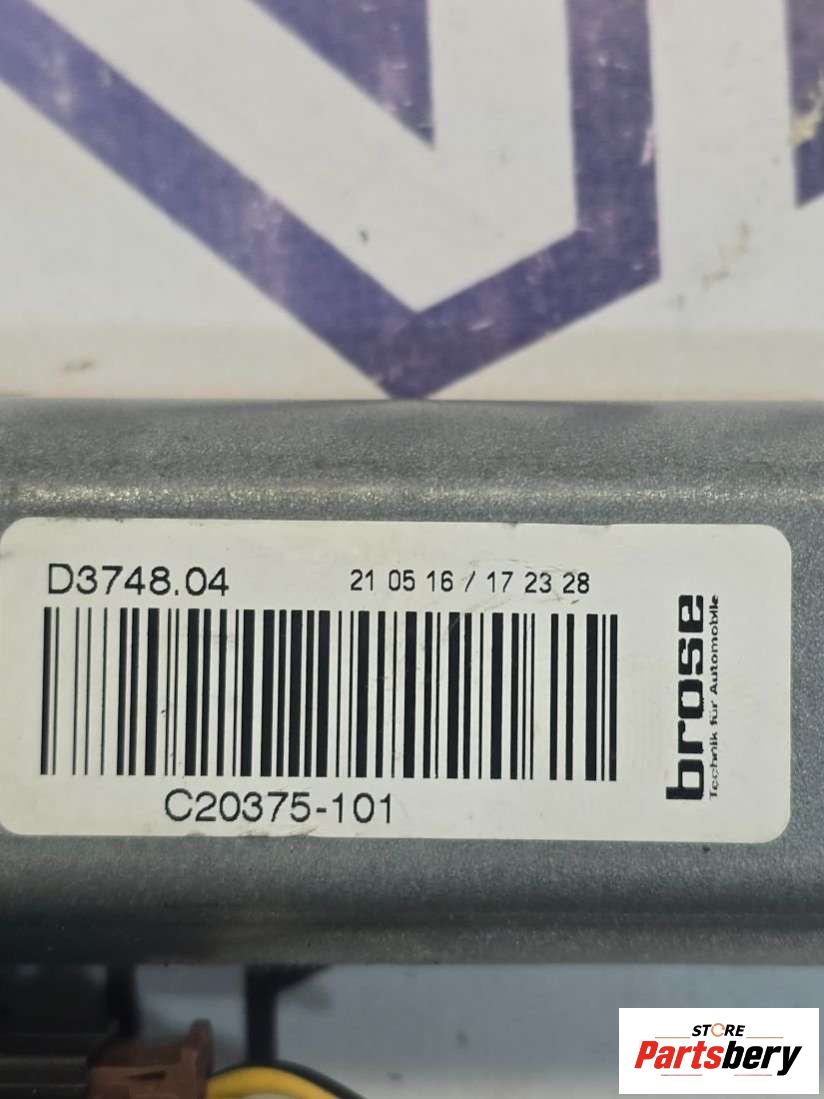 D3748.04
21 05 16 / 17 23 28
brose
Technik für Automobile
C20375-101
STORE
Partsbery